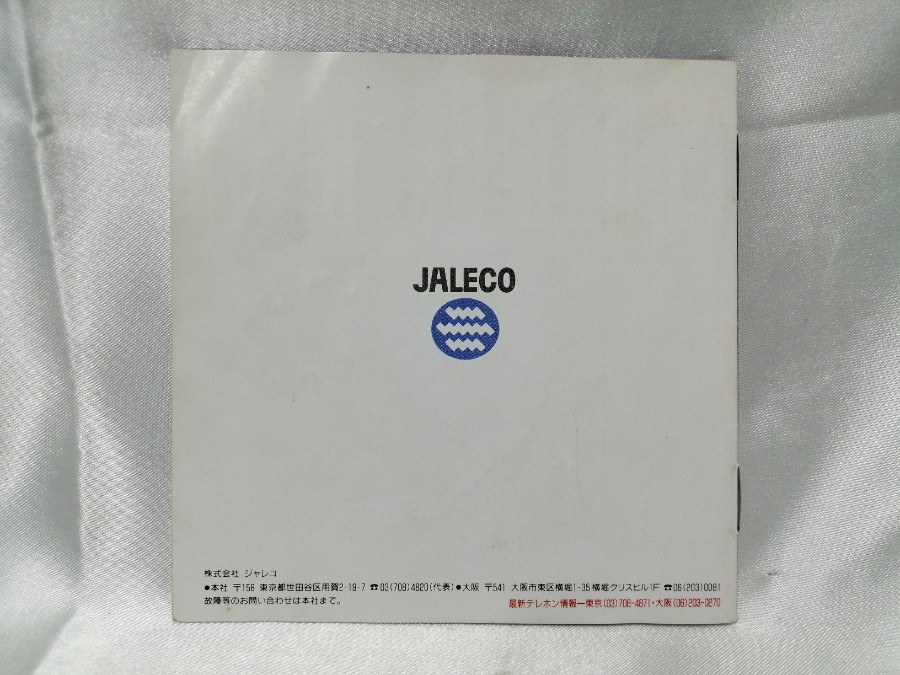 JALECO
株式会社 ジャレコ
●本社 〒158 東京都世田谷区用賀2-19-7 ☎03(708)4820(代表)●大阪 〒541 大阪市東区横堀1-35横堀クリスビル1F ☎06(203)0081
故障等のお問い合わせは本社まで。
最新テレホン情報ー東京(03)708-4871・大阪(06)203-0270